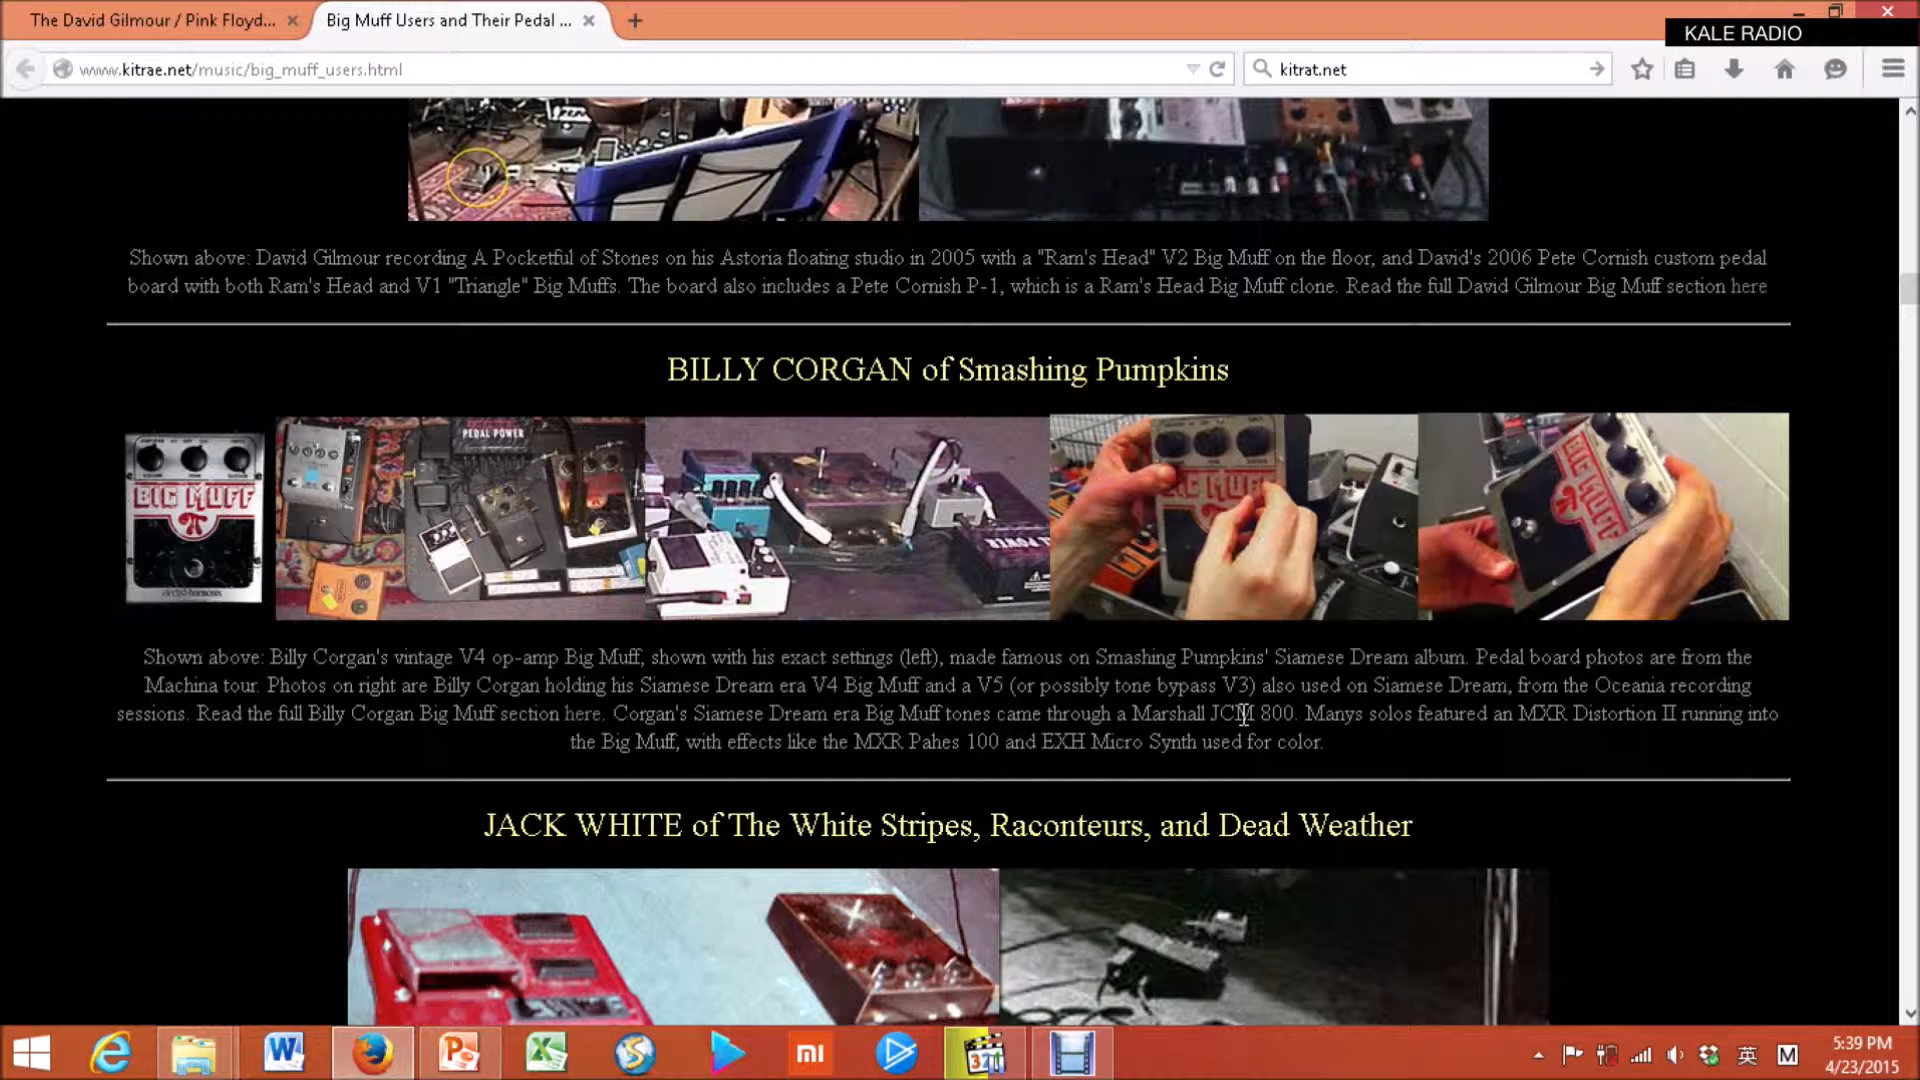 The David Gilmour / Pink Floyd...
Big Muff Users and Their Pedal ...
KALE RADIO
www.kitrae.net/music/big_muff_users.html
kitrat.net
Shown above: David Gilmour recording A Pocketful of Stones on his Astoria floating studio in 2005 with a "Ram's Head" V2 Big Muff on the floor, and David's 2006 Pete Cornish custom pedal
board with both Ram's Head and V1 "Triangle" Big Muffs. The board also includes a Pete Cornish P-1, which is a Ram's Head Big Muff clone. Read the full David Gilmour Big Muff section here
BILLY CORGAN of Smashing Pumpkins
BIG MUFF
π
electro-harmonix
PEDAL POWER
BIG MUFF
BIG MUFF
Shown above: Billy Corgan's vintage V4 op-amp Big Muff, shown with his exact settings (left), made famous on Smashing Pumpkins' Siamese Dream album. Pedal board photos are from the
Machina tour. Photos on right are Billy Corgan holding his Siamese Dream era V4 Big Muff and a V5 (or possibly tone bypass V3) also used on Siamese Dream, from the Oceania recording
sessions. Read the full Billy Corgan Big Muff section here. Corgan's Siamese Dream era Big Muff tones came through a Marshall JCM 800. Manys solos featured an MXR Distortion II running into
the Big Muff, with effects like the MXR Pahes 100 and EXH Micro Synth used for color.
JACK WHITE of The White Stripes, Raconteurs, and Dead Weather
mi
321
英
M
5:39 PM
4/23/2015